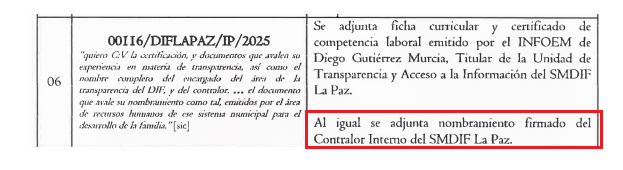 00116/DIFLAPAZ/IP/2025
"quiero C:V la certificación, y documentos que avalen su
experiencia en materia de transparencia, así como el
nombre completo del encargado del área de la
transparencia del DIF, y del contralor. ... el documento
que avale su nombramiento como tal, emitidos por el área
de recursos humanos de ese sistema municipal para el
desarrollo de la familia."[sic]
06
Se adjunta ficha curricular y certificado de
competencia laboral emitido por el INFOEM de
Diego Gutiérrez Murcia, Titular de la Unidad de
Transparencia y Acceso a la Información del SMDIF
La Paz.
Al igual se adjunta nombramiento firmado del
Contralor Interno del SMDIF La Paz.